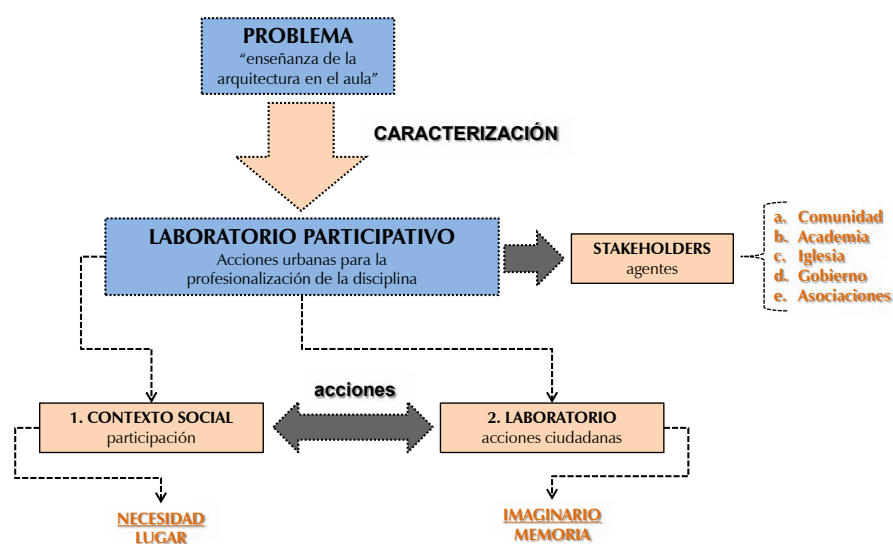 PROBLEMA
“enseñanza de la
arquitectura en el aula”
CARACTERIZACIÓN
LABORATORIO PARTICIPATIVO
Acciones urbanas para la
profesionalización de la disciplina
STAKEHOLDERS
agentes
a. Comunidad
b. Academia
c. Iglesia
d. Gobierno
e. Asociaciones
acciones
1. CONTEXTO SOCIAL
participación
2. LABORATORIO
acciones ciudadanas
NECESIDAD
LUGAR
IMAGINARIO
MEMORIA